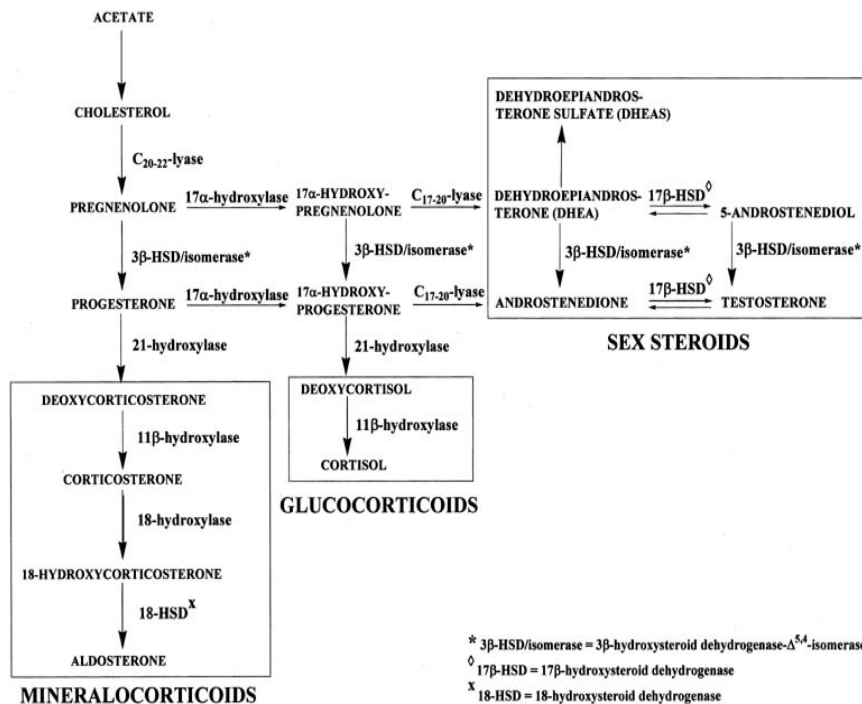 ACETATE
CHOLESTEROL
C20-22-lyase
PREGNENOLONE
17α-hydroxylase
17α-HYDROXY-
PREGNENOLONE
C17-20-lyase
DEHYDROEPIANDROS-
TERONE SULFATE (DHEAS)
DEHYDROEPIANDROS-
TERONE (DHEA)
17β-HSD◊
5-ANDROSTENEDIOL
3β-HSD/isomerase*
3β-HSD/isomerase*
3β-HSD/isomerase*
3β-HSD/isomerase*
PROGESTERONE
17α-hydroxylase
17α-HYDROXY-
PROGESTERONE
C17-20-lyase
ANDROSTENEDIONE
17β-HSD◊
TESTOSTERONE
SEX STEROIDS
21-hydroxylase
21-hydroxylase
DEOXYCORTICOSTERONE
11β-hydroxylase
CORTICOSTERONE
18-hydroxylase
18-HYDROXYCORTICOSTERONE
18-HSDx
ALDOSTERONE
MINERALOCORTICOIDS
DEOXYCORTISOL
11β-hydroxylase
CORTISOL
GLUCOCORTICOIDS
* 3β-HSD/isomerase = 3β-hydroxysteroid dehydrogenase-Δ5,4-isomerase
◊ 17β-HSD = 17β-hydroxysteroid dehydrogenase
x 18-HSD = 18-hydroxysteroid dehydrogenase